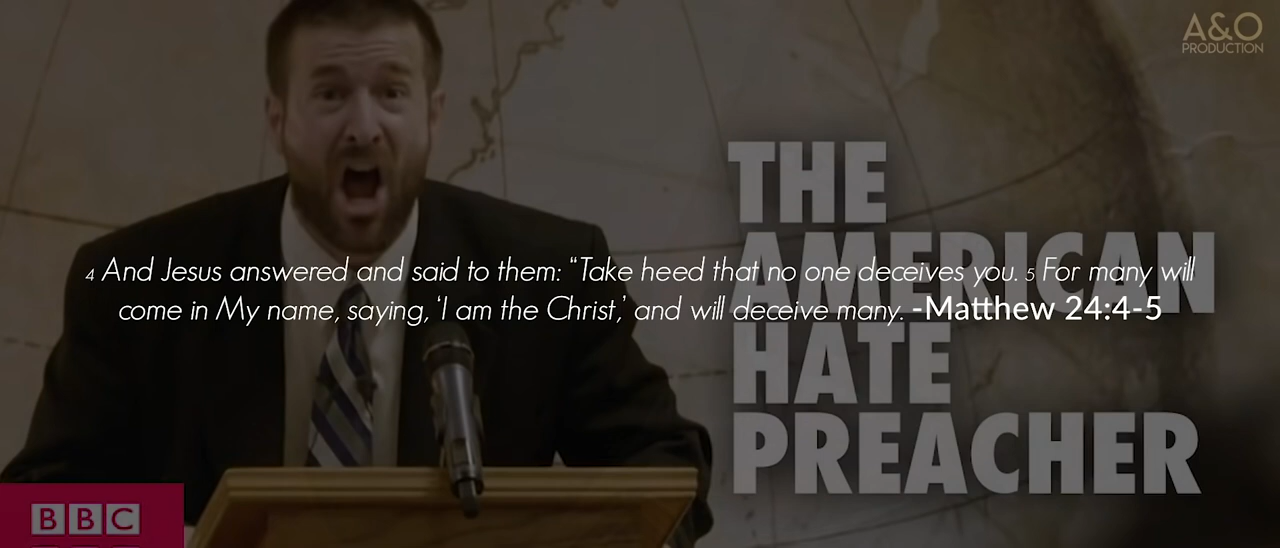 A&O
PRODUCTION
THE
AMERICAN
HATE
PREACHER
4 And Jesus answered and said to them: “Take heed that no one deceives you. 5 For many will
come in My name, saying, ‘I am the Christ,’ and will deceive many. -Matthew 24:4-5
BBC